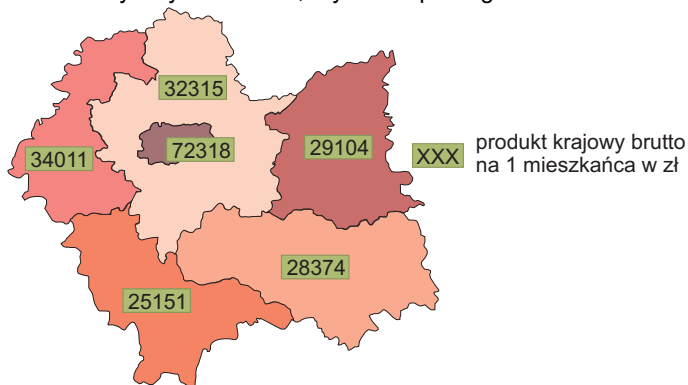 32315
34011
72318
29104
XXX
produkt krajowy brutto
na 1 mieszkańca w zł
28374
25151